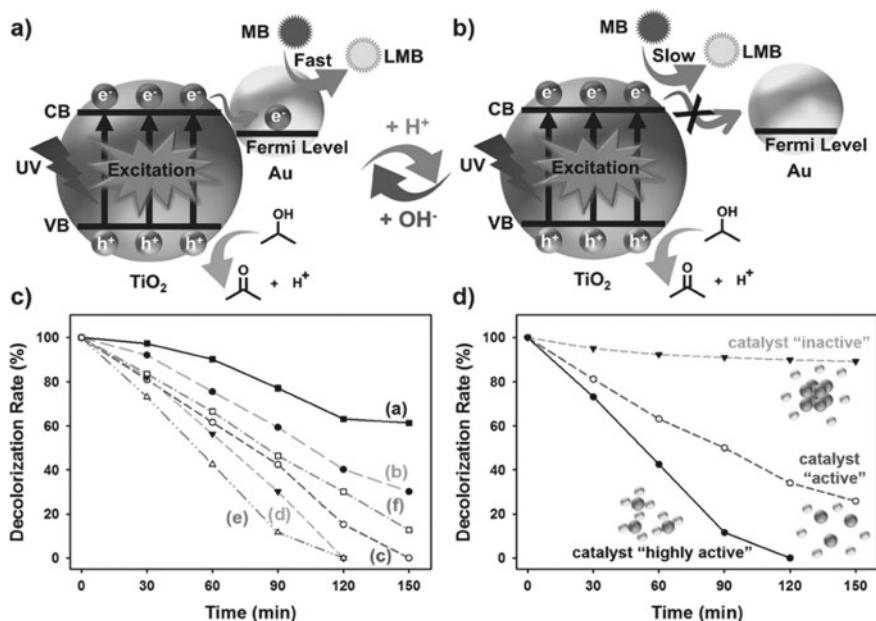 a)
MB
Fast
LMB
e⁻ e⁻ e⁻
CB
e⁻
Fermi Level
UV
Excitation
Au
VB
h⁺ h⁺ h⁺
OH
TiO₂
O
+ H⁺
+ H⁺
+ OH⁻
b)
MB
Slow
LMB
e⁻ e⁻ e⁻
CB
Fermi Level
UV
Excitation
Au
VB
h⁺ h⁺ h⁺
OH
TiO₂
O
+ H⁺
c)
Decolorization Rate (%)
100
80
60
40
20
0
(a)
(b)
(f)
(e)
(d)
(c)
0 30 60 90 120 150
Time (min)
d)
Decolorization Rate (%)
100
80
60
40
20
0
catalyst “inactive”
catalyst
“active”
catalyst “highly active”
0 30 60 90 120 150
Time (min)